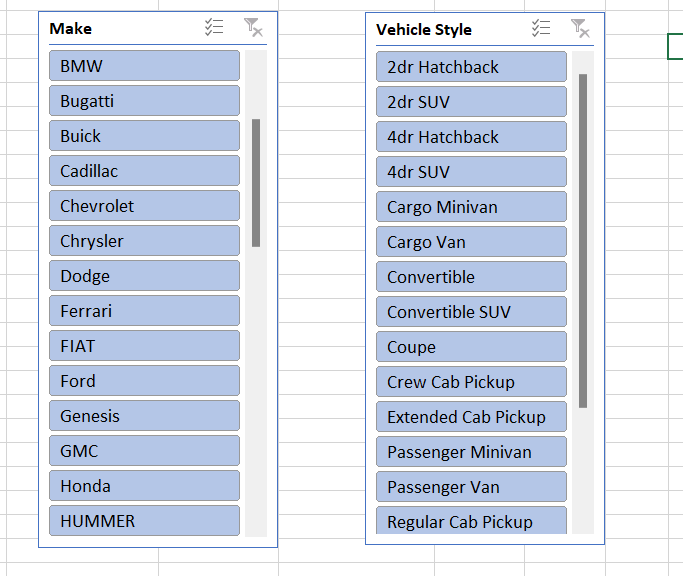 Make
BMW
Bugatti
Buick
Cadillac
Chevrolet
Chrysler
Dodge
Ferrari
FIAT
Ford
Genesis
GMC
Honda
HUMMER
Vehicle Style
2dr Hatchback
2dr SUV
4dr Hatchback
4dr SUV
Cargo Minivan
Cargo Van
Convertible
Convertible SUV
Coupe
Crew Cab Pickup
Extended Cab Pickup
Passenger Minivan
Passenger Van
Regular Cab Pickup